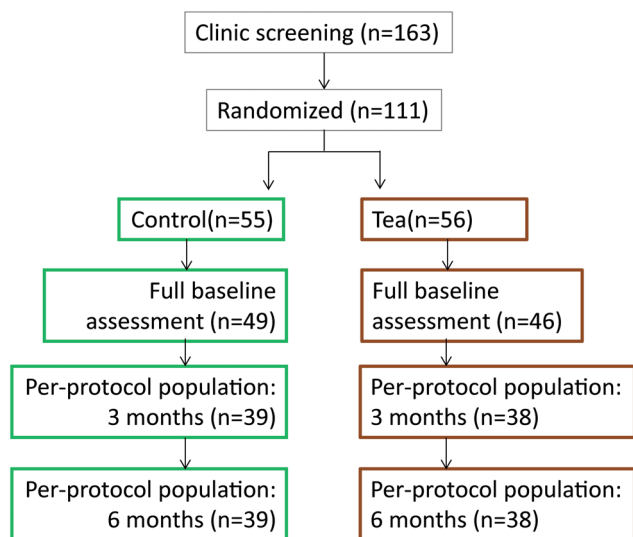 Clinic screening (n=163)
Randomized (n=111)
Control(n=55)
Tea(n=56)
Full baseline
assessment (n=49)
Full baseline
assessment (n=46)
Per-protocol population:
3 months (n=39)
Per-protocol population:
3 months (n=38)
Per-protocol population:
6 months (n=39)
Per-protocol population:
6 months (n=38)